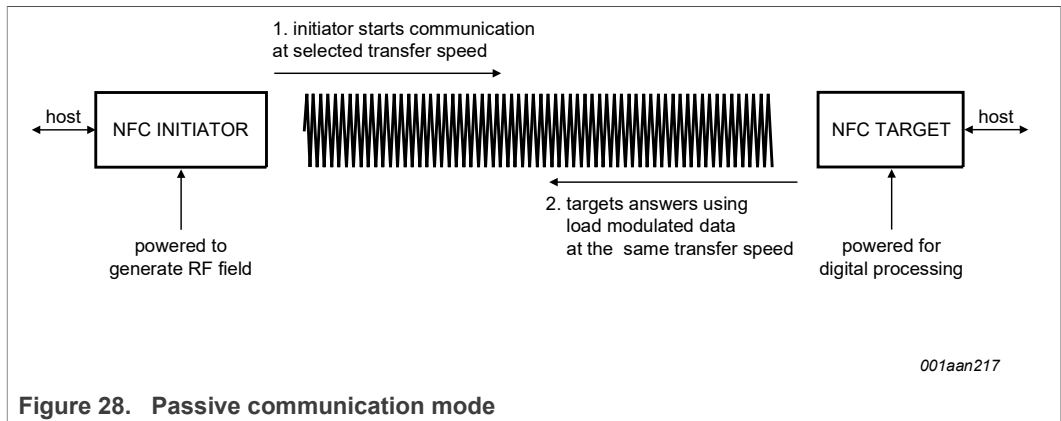 1. initiator starts communication
at selected transfer speed
host
NFC INITIATOR
NFC TARGET
host
2. targets answers using
load modulated data
at the same transfer speed
powered to
generate RF field
powered for
digital processing
001aan217
Figure 28. Passive communication mode